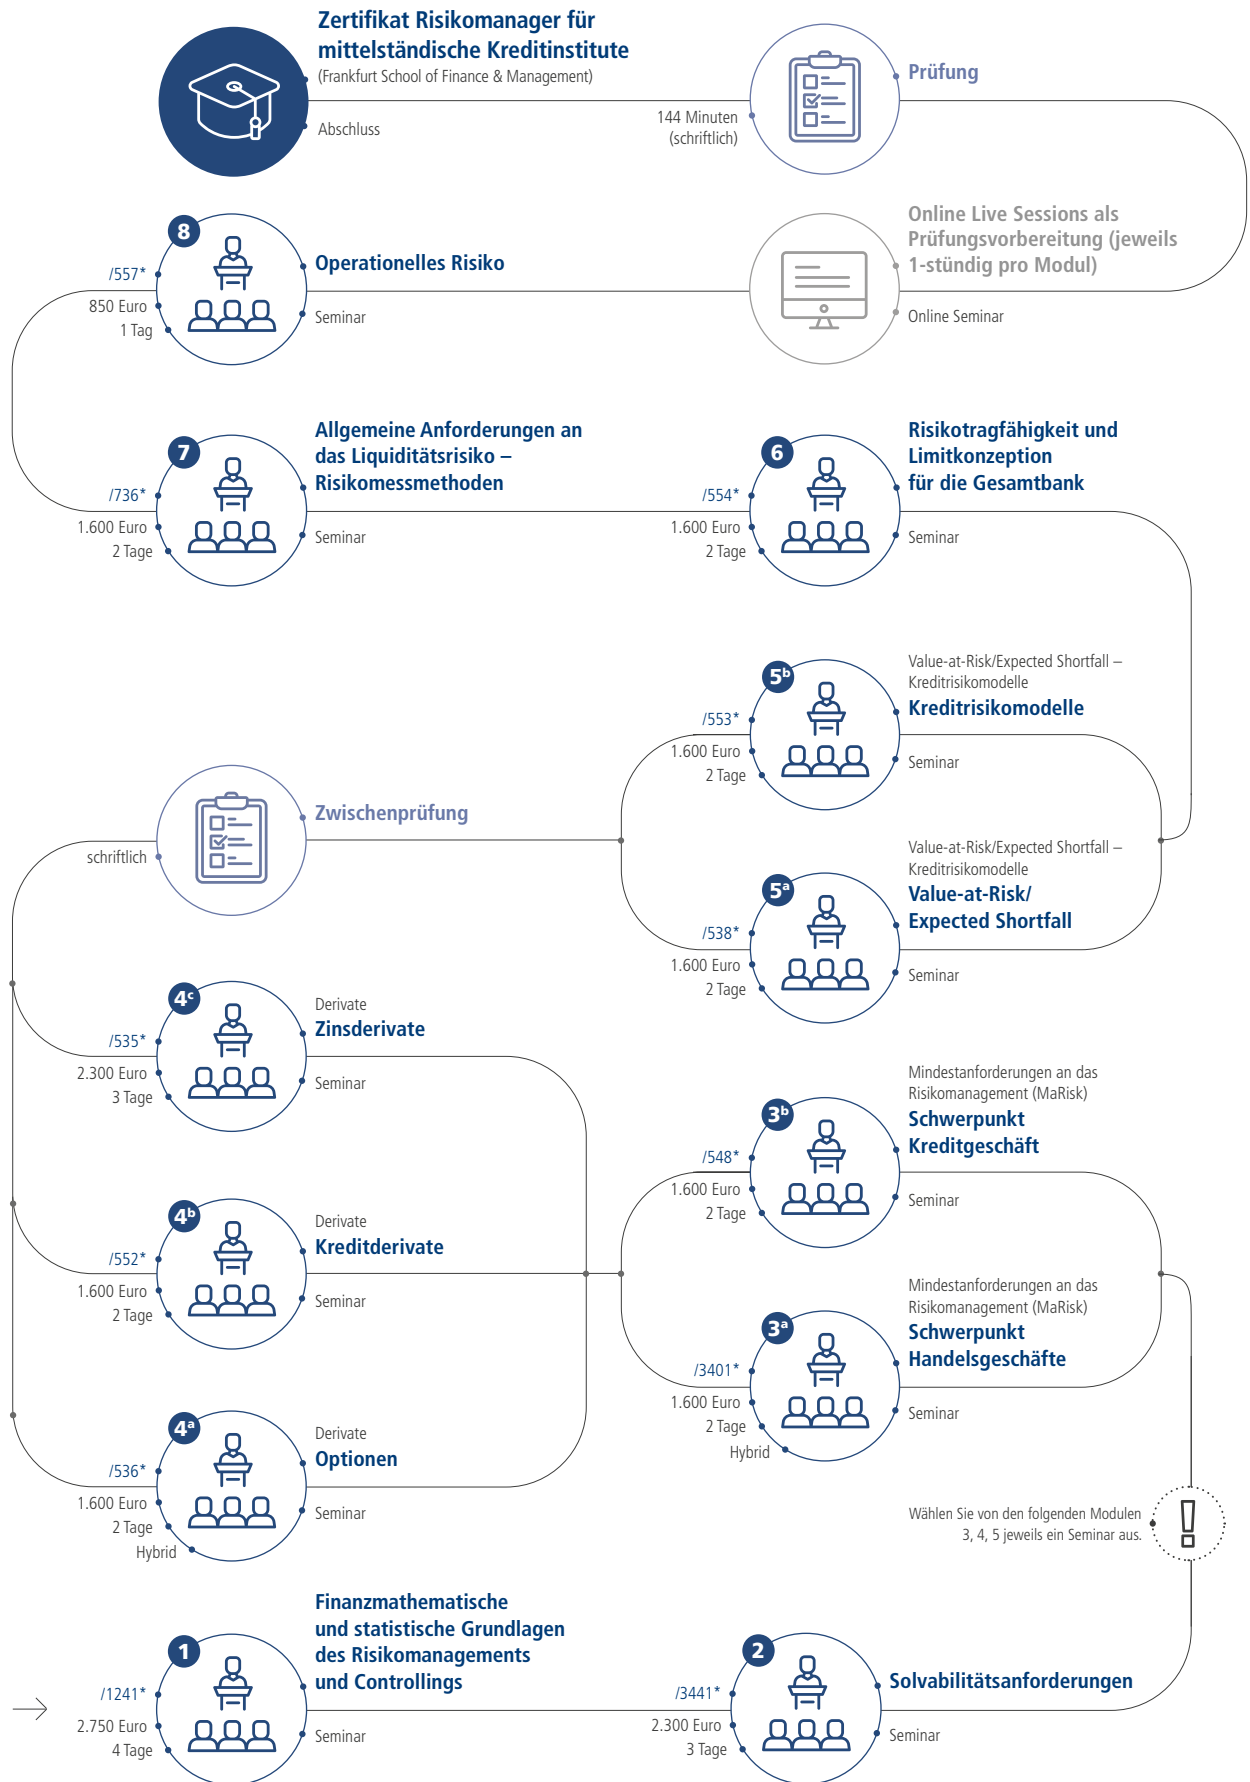 Zertifikat Risikomanager für
mittelständische Kreditinstitute
(Frankfurt School of Finance & Management)
Abschluss
Prüfung
144 Minuten
(schriftlich)
8
Operationelles Risiko
/557*
850 Euro
1 Tag
Seminar
Online Live Sessions als
Prüfungsvorbereitung (jeweils
1-stündig pro Modul)
Online Seminar
7
Allgemeine Anforderungen an
das Liquiditätsrisiko –
Risikomessmethoden
/736*
1.600 Euro
2 Tage
Seminar
6
Risikotragfähigkeit und
Limitkonzeption
für die Gesamtbank
/554*
1.600 Euro
2 Tage
Seminar
5b
Value-at-Risk/Expected Shortfall –
Kreditrisikomodelle
Kreditrisikomodelle
/553*
1.600 Euro
2 Tage
Seminar
Zwischenprüfung
schriftlich
5a
Value-at-Risk/Expected Shortfall –
Kreditrisikomodelle
Value-at-Risk/
Expected Shortfall
/538*
1.600 Euro
2 Tage
Seminar
4c
Derivate
Zinsderivate
/535*
2.300 Euro
3 Tage
Seminar
3b
Mindestanforderungen an das
Risikomanagement (MaRisk)
Schwerpunkt
Kreditgeschäft
/548*
1.600 Euro
2 Tage
Seminar
4b
Derivate
Kreditderivate
/552*
1.600 Euro
2 Tage
Seminar
3a
Mindestanforderungen an das
Risikomanagement (MaRisk)
Schwerpunkt
Handelsgeschäfte
/3401*
1.600 Euro
2 Tage
Hybrid
Seminar
4a
Derivate
Optionen
/536*
1.600 Euro
2 Tage
Hybrid
Seminar
Wählen Sie von den folgenden Modulen
3, 4, 5 jeweils ein Seminar aus.
!
1
Finanzmathematische
und statistische Grundlagen
des Risikomanagements
und Controllings
/1241*
2.750 Euro
4 Tage
Seminar
2
Solvabilitätsanforderungen
/3441*
2.300 Euro
3 Tage
Seminar